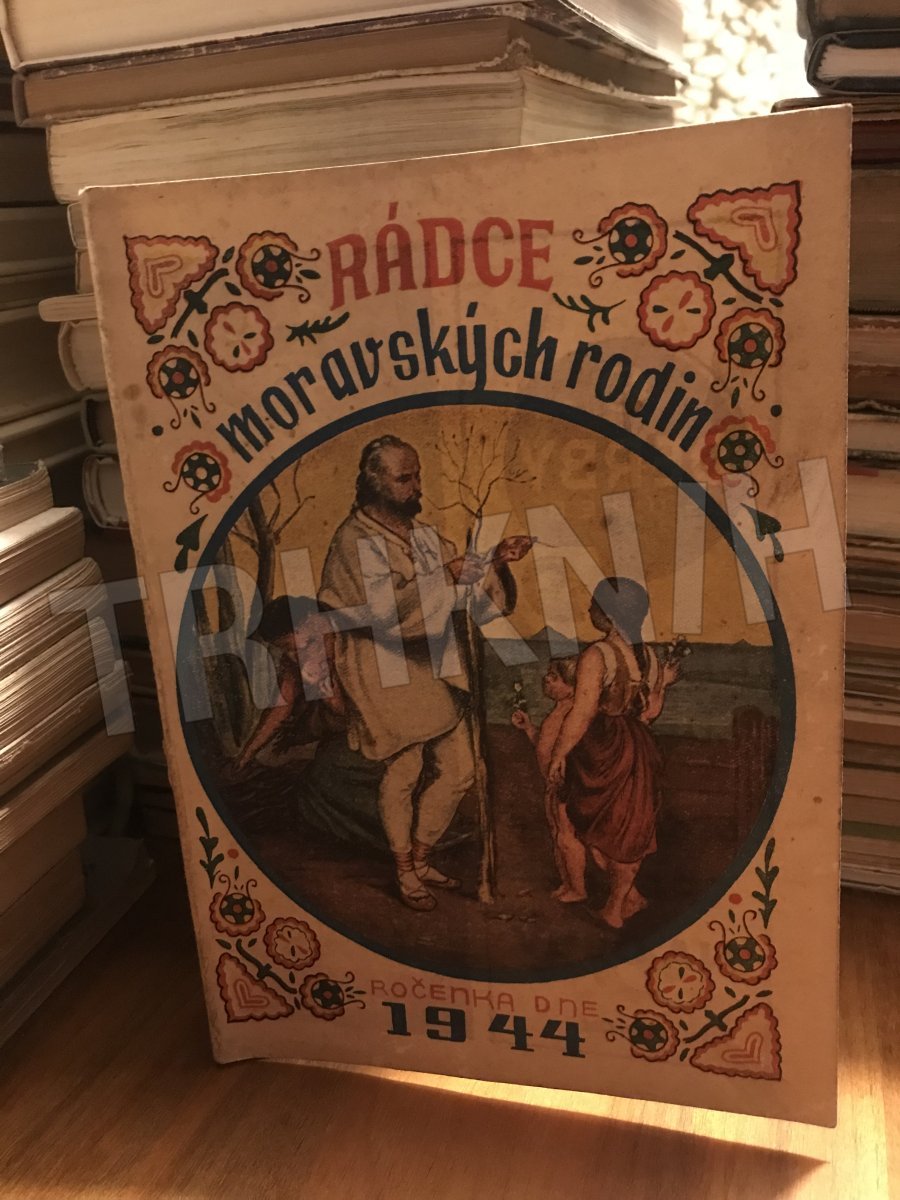 RÁDCE
moravských rodin
TRHKNIH
ROČENKA DNE
1944